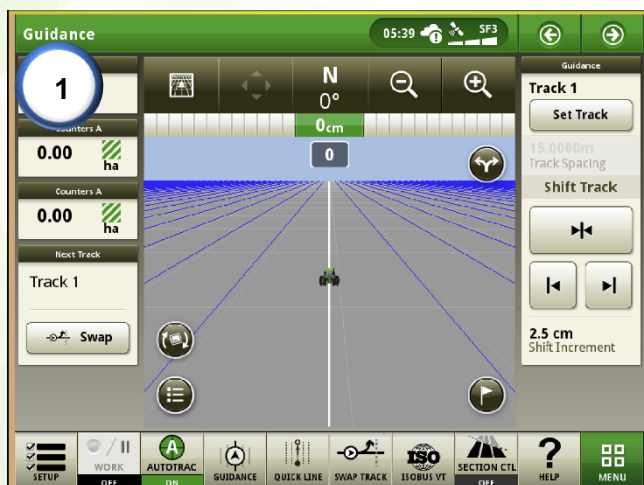 Guidance
05:39
SF3
1
Counters A
0.00
ha
Counters A
0.00
ha
Next Track
Track 1
Swap
N
0°
0cm
0
Guidance
Track 1
Set Track
15.0000m
Track Spacing
Shift Track
2.5 cm
Shift Increment
SETUP
WORK
OFF
A
AUTOTRAC
ON
GUIDANCE
QUICK LINE
SWAP TRACK
ISO
ISOBUS VT
SECTION CTL
OFF
?
HELP
MENU